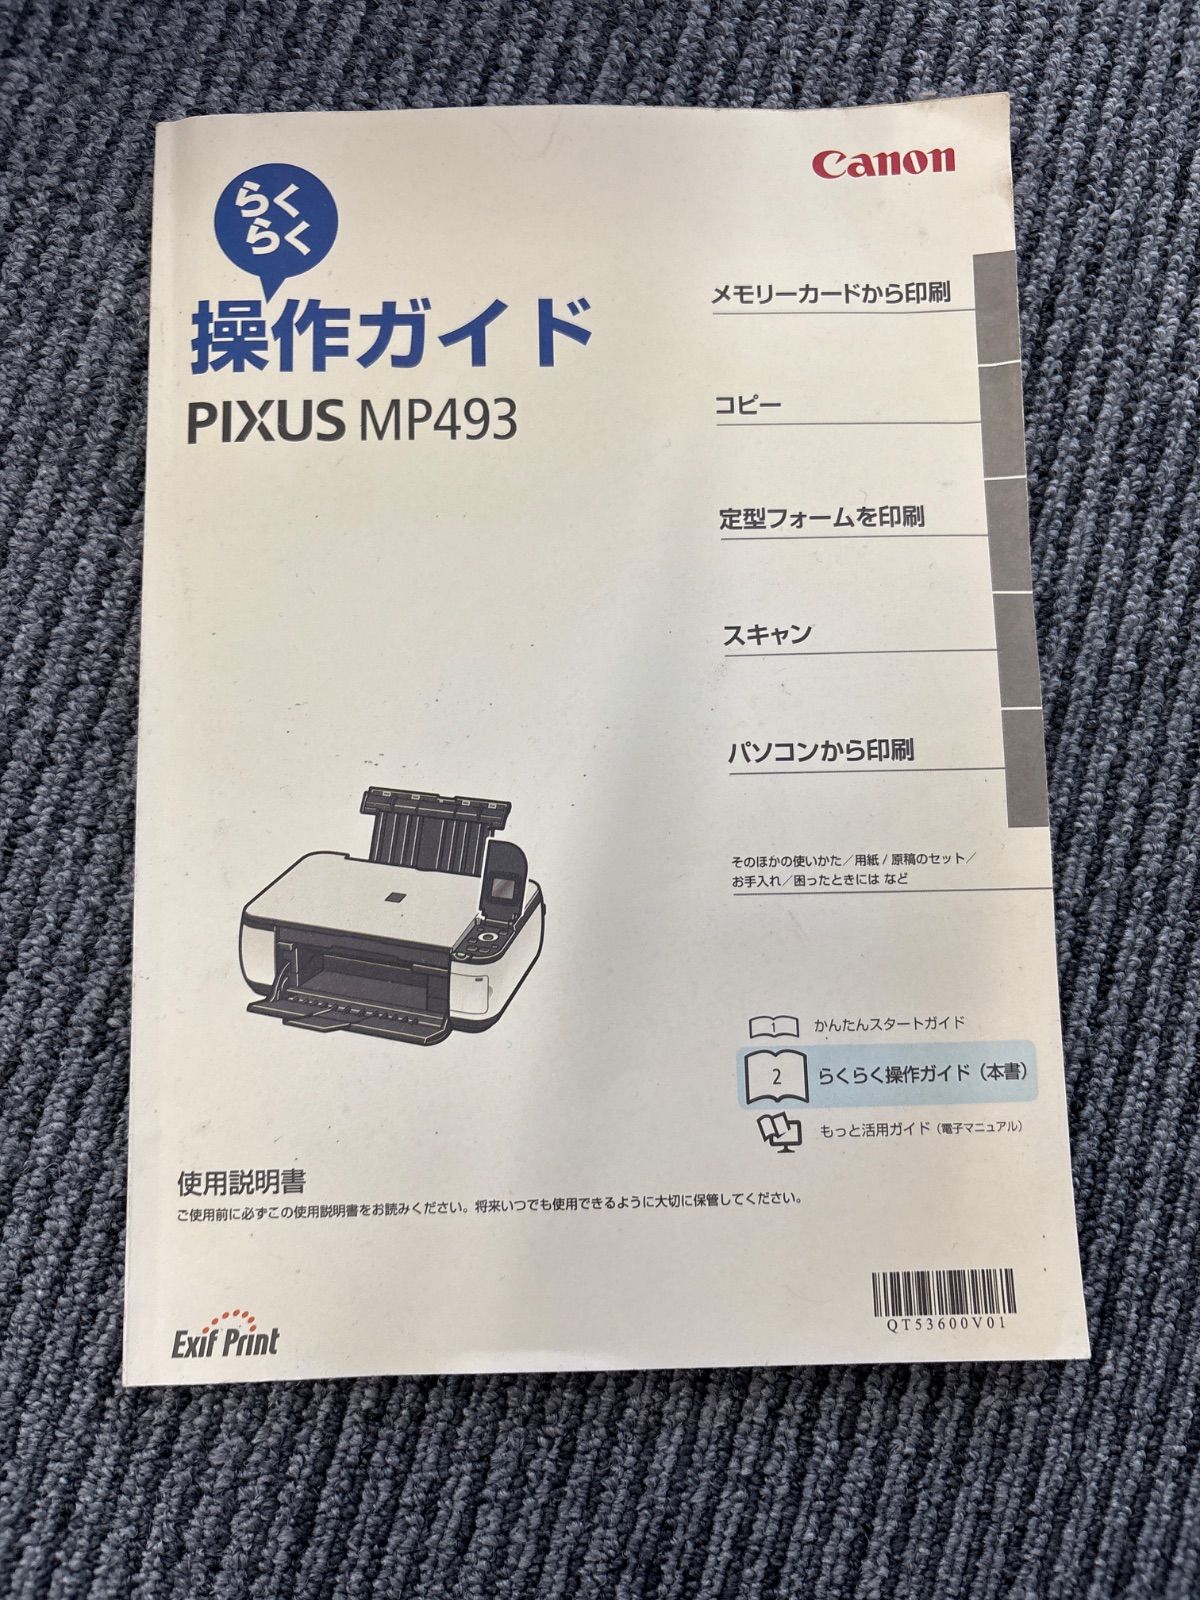 Canon
らく
らく
操作ガイド
PIXUS MP493
メモリーカードから印刷
コピー
定型フォームを印刷
スキャン
パソコンから印刷
そのほかの使いかた／用紙 / 原稿のセット／
お手入れ／困ったときには など
1 かんたんスタートガイド
2 らくらく操作ガイド（本書）
もっと活用ガイド（電子マニュアル）
使用説明書
ご使用前に必ずこの使用説明書をお読みください。将来いつでも使用できるように大切に保管してください。
Exif Print
QT53600V01